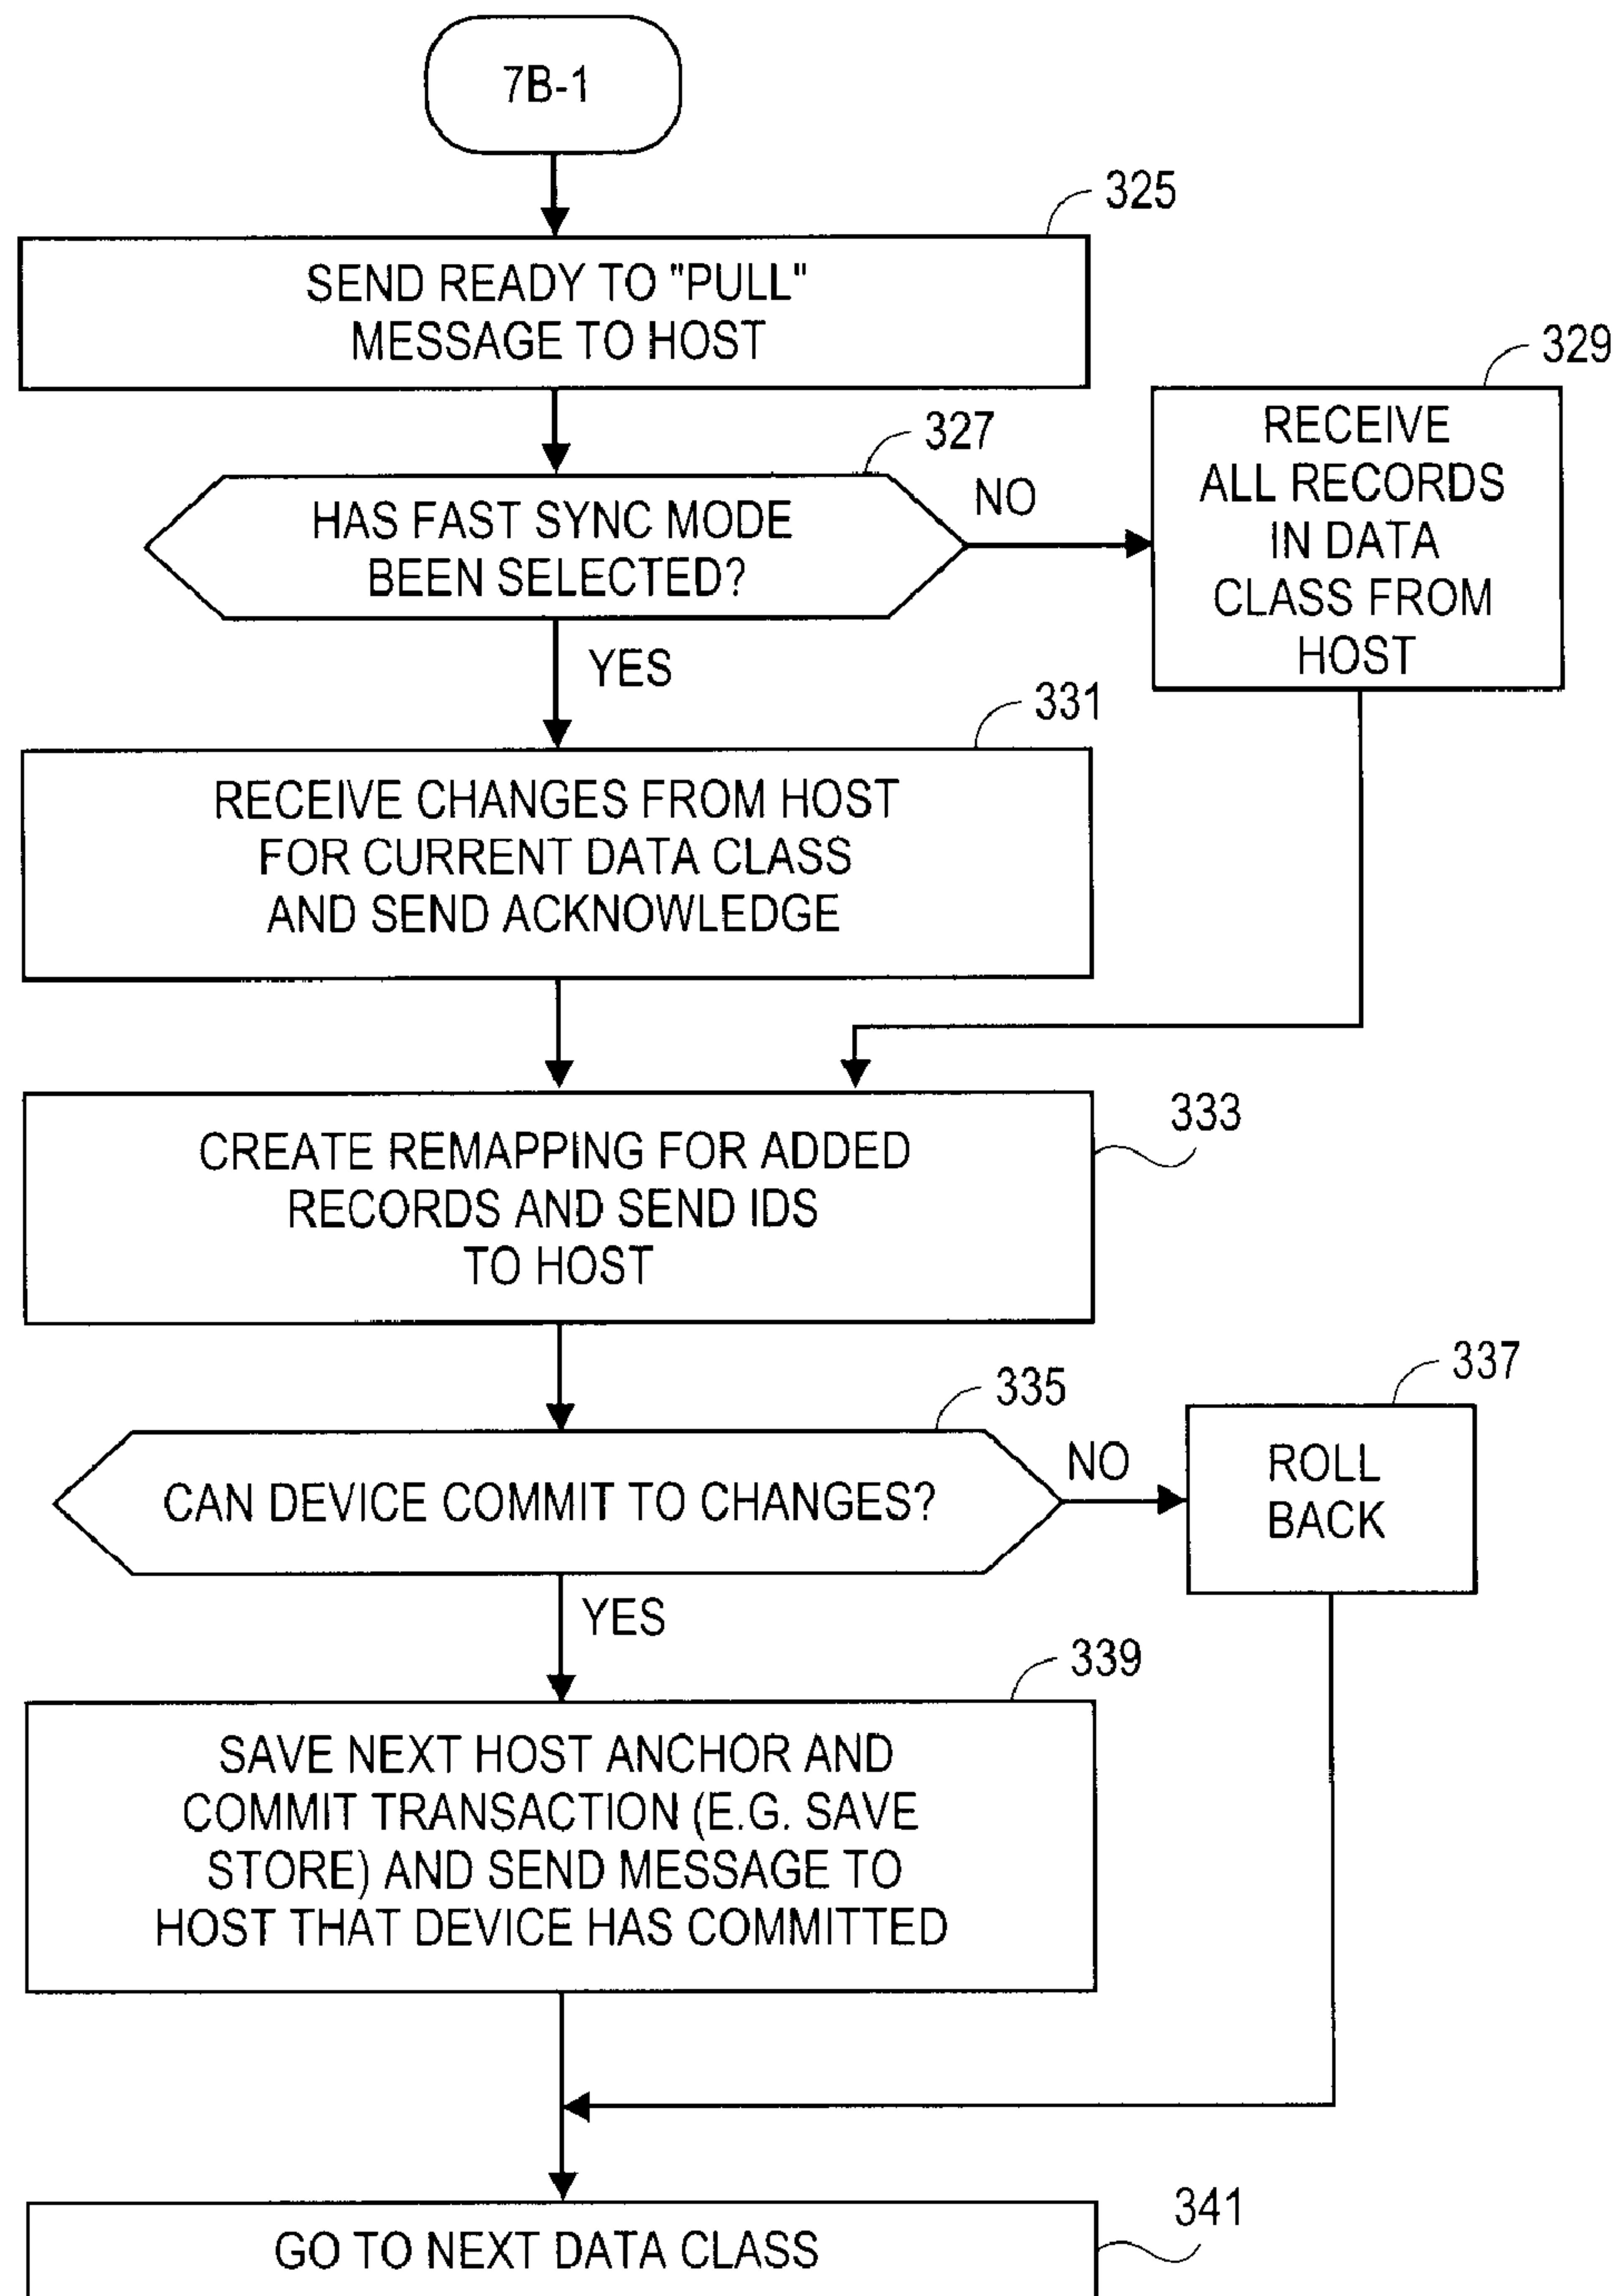 7B-1
325
SEND READY TO "PULL"
MESSAGE TO HOST
329
RECEIVE
ALL RECORDS
IN DATA
CLASS FROM
HOST
327
HAS FAST SYNC MODE
BEEN SELECTED?
NO
YES
331
RECEIVE CHANGES FROM HOST
FOR CURRENT DATA CLASS
AND SEND ACKNOWLEDGE
333
CREATE REMAPPING FOR ADDED
RECORDS AND SEND IDS
TO HOST
335
CAN DEVICE COMMIT TO CHANGES?
NO
337
ROLL
BACK
YES
339
SAVE NEXT HOST ANCHOR AND
COMMIT TRANSACTION (E.G. SAVE
STORE) AND SEND MESSAGE TO
HOST THAT DEVICE HAS COMMITTED
341
GO TO NEXT DATA CLASS